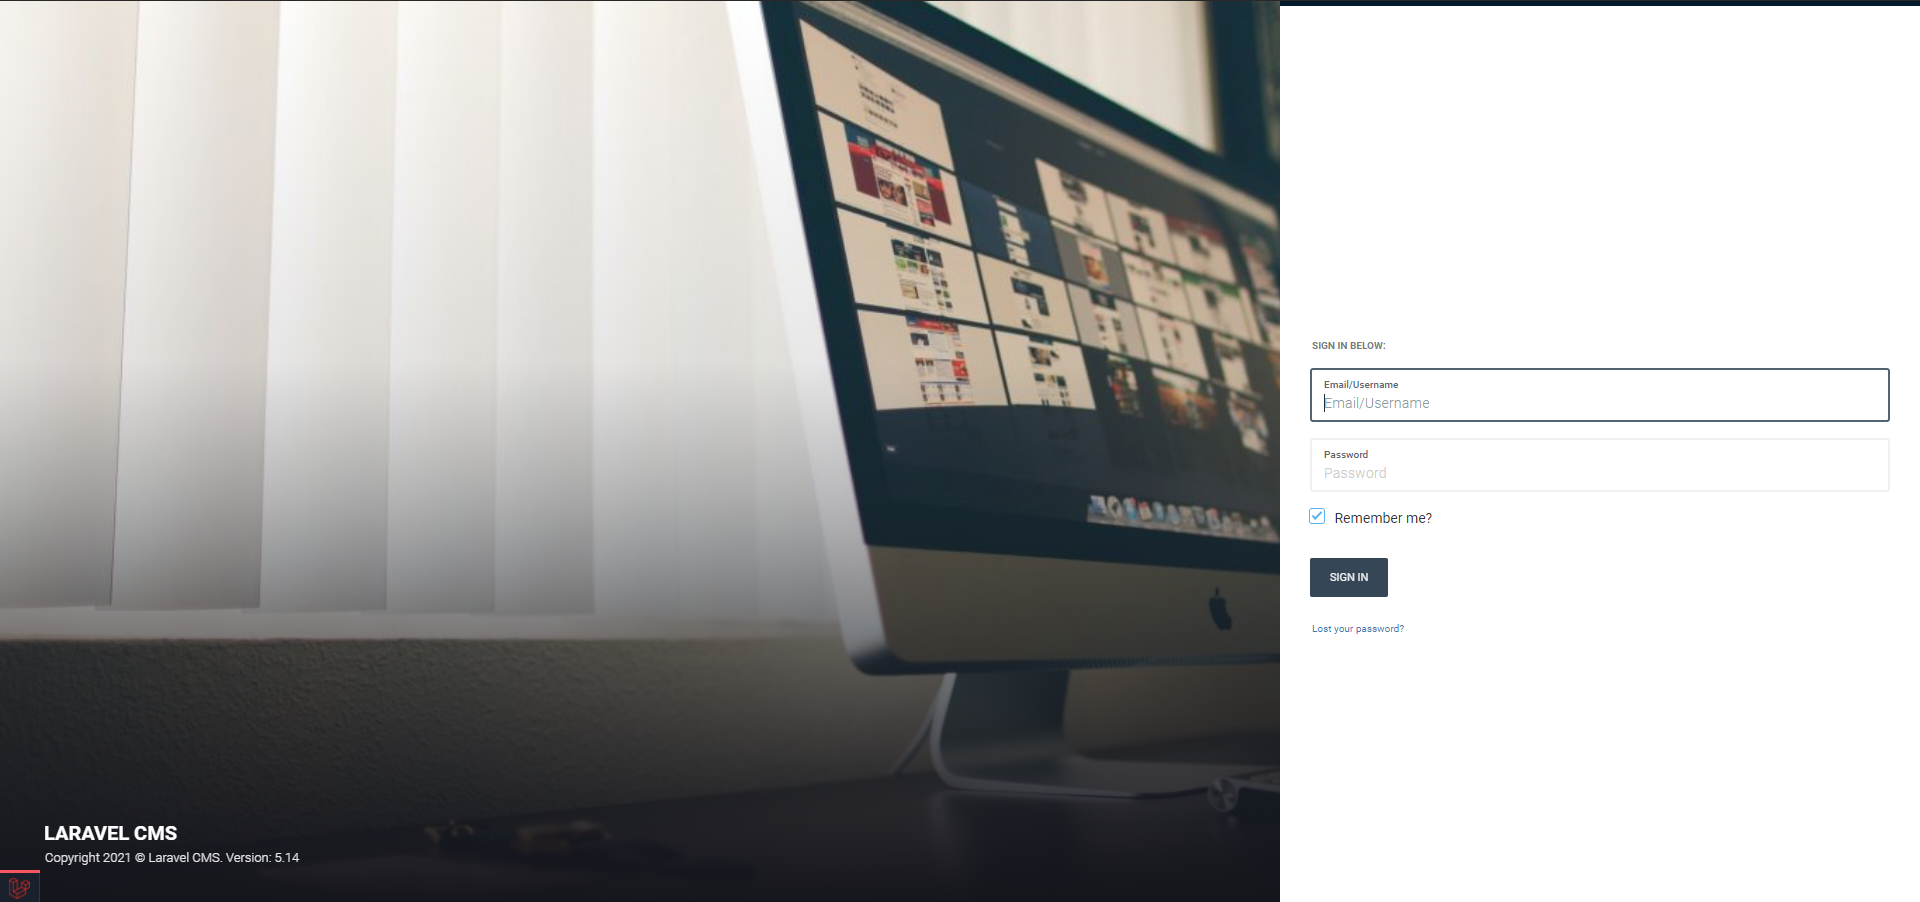 SIGN IN BELOW:
Email/Username
Email/Username
Password
Password
Remember me?
SIGN IN
Lost your password?
LARAVEL CMS
Copyright 2021 © Laravel CMS. Version: 5.14